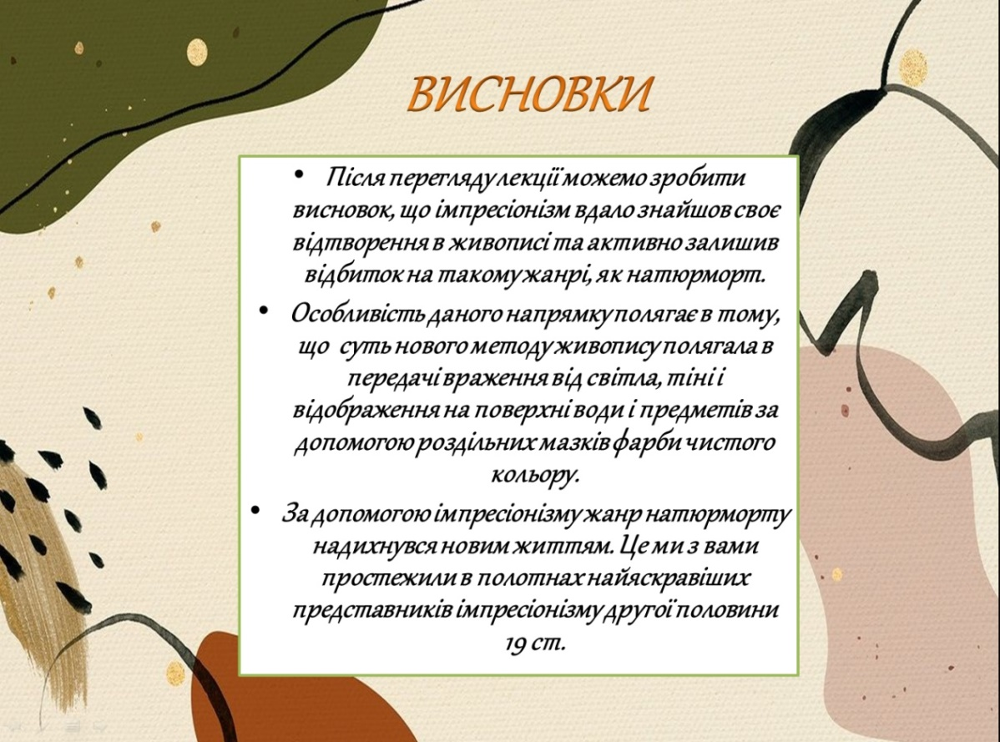 ВИСНОВКИ
• Після перегляду лекції можемо зробити
висновок, що імпресіонізм вдало знайшов своє
відтворення в живописі та активно залишив
відбиток на такому жанрі, як натюрморт.
• Особливість даного напрямку полягає в тому,
що суть нового методу живопису полягала в
передачі враження від світла, тіні і
відображення на поверхні води і предметів за
допомогою роздільних мазків фарби чистого
кольору.
• За допомогою імпресіонізму жанр натюрморту
надихнувся новим життям. Це ми з вами
простежили в полотнах найяскравіших
представників імпресіонізму другої половини
19 ст.